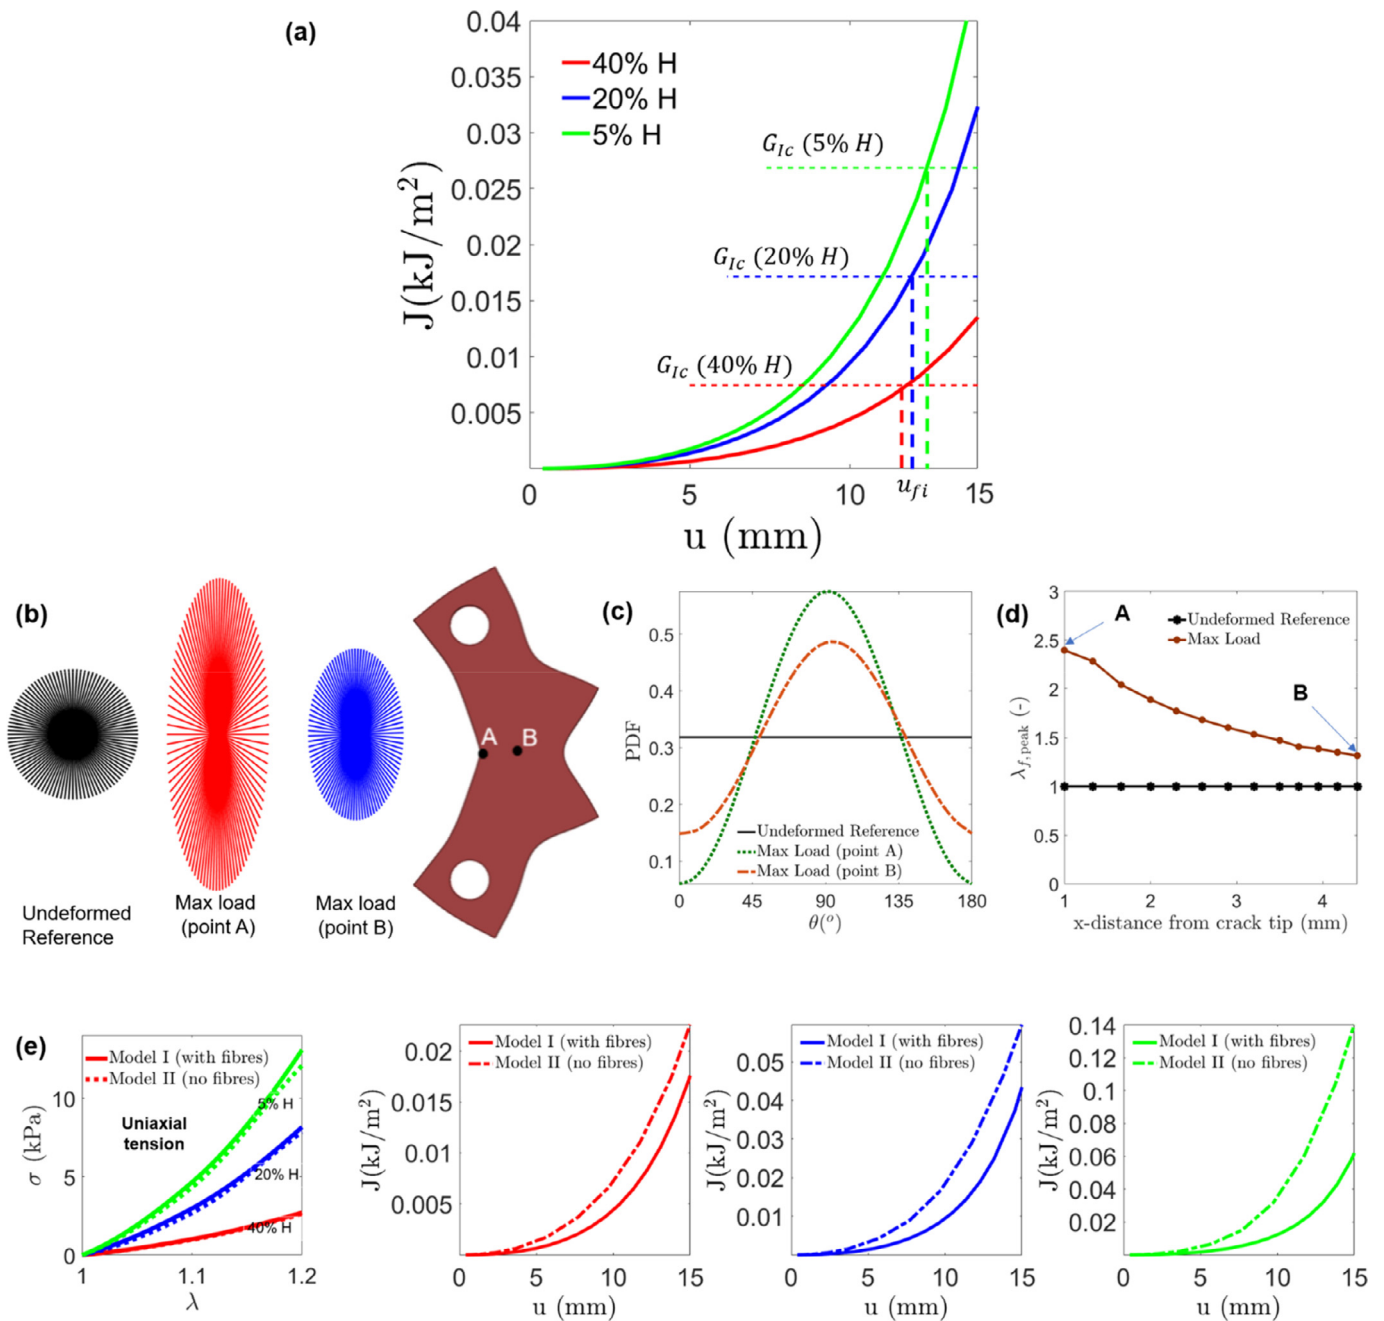 (a)
0.04
0.035
0.03
0.025
0.02
0.015
0.01
0.005
J(kJ/m²)
40% H
20% H
5% H
G_Ic (5% H)
G_Ic (20% H)
G_Ic (40% H)
0 5 10 u_fi 15
u (mm)
(b)
A B
Undeformed
Reference
Max load
(point A)
Max load
(point B)
(c)
0.5
0.4
0.3
0.2
0.1
PDF
Undeformed Reference
Max Load (point A)
Max Load (point B)
0 45 90 135 180
θ(°)
(d)
3
2.5
2
1.5
1
0.5
0
λ_f,peak (-)
A
Undeformed Reference
Max Load
B
1 2 3 4
x-distance from crack tip (mm)
(e)
10
5
0
σ (kPa)
Model I (with fibres)
Model II (no fibres)
Uniaxial
tension
5% H
20% H
40% H
1 1.1 1.2
λ
0.02
0.015
0.01
0.005
J(kJ/m²)
Model I (with fibres)
Model II (no fibres)
0 5 10 15
u (mm)
0.05
0.04
0.03
0.02
0.01
J(kJ/m²)
Model I (with fibres)
Model II (no fibres)
0 5 10 15
u (mm)
0.14
0.12
0.1
0.08
0.06
0.04
0.02
J(kJ/m²)
Model I (with fibres)
Model II (no fibres)
0 5 10 15
u (mm)